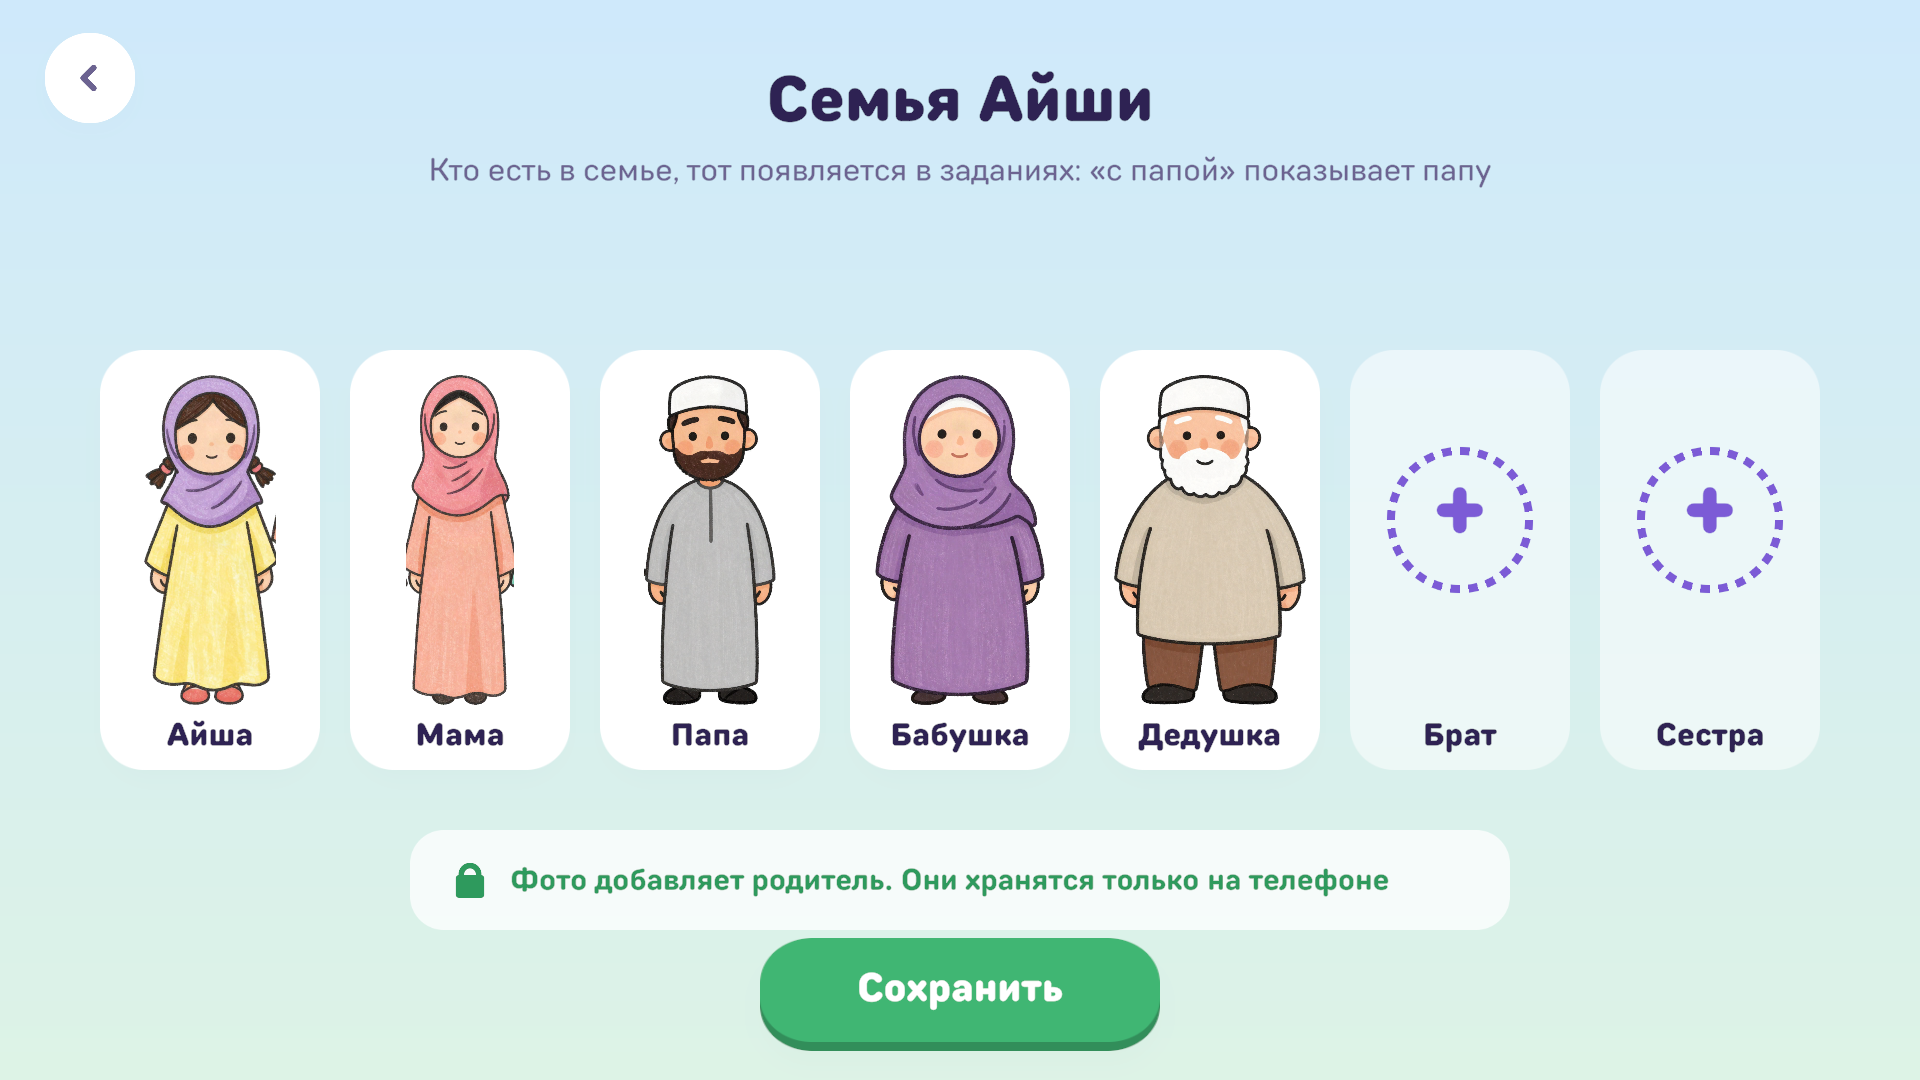 Семья Айши
Кто есть в семье, тот появляется в заданиях: «с папой» показывает папу
Айша
Мама
Папа
Бабушка
Дедушка
Брат
Сестра
Фото добавляет родитель. Они хранятся только на телефоне
Сохранить